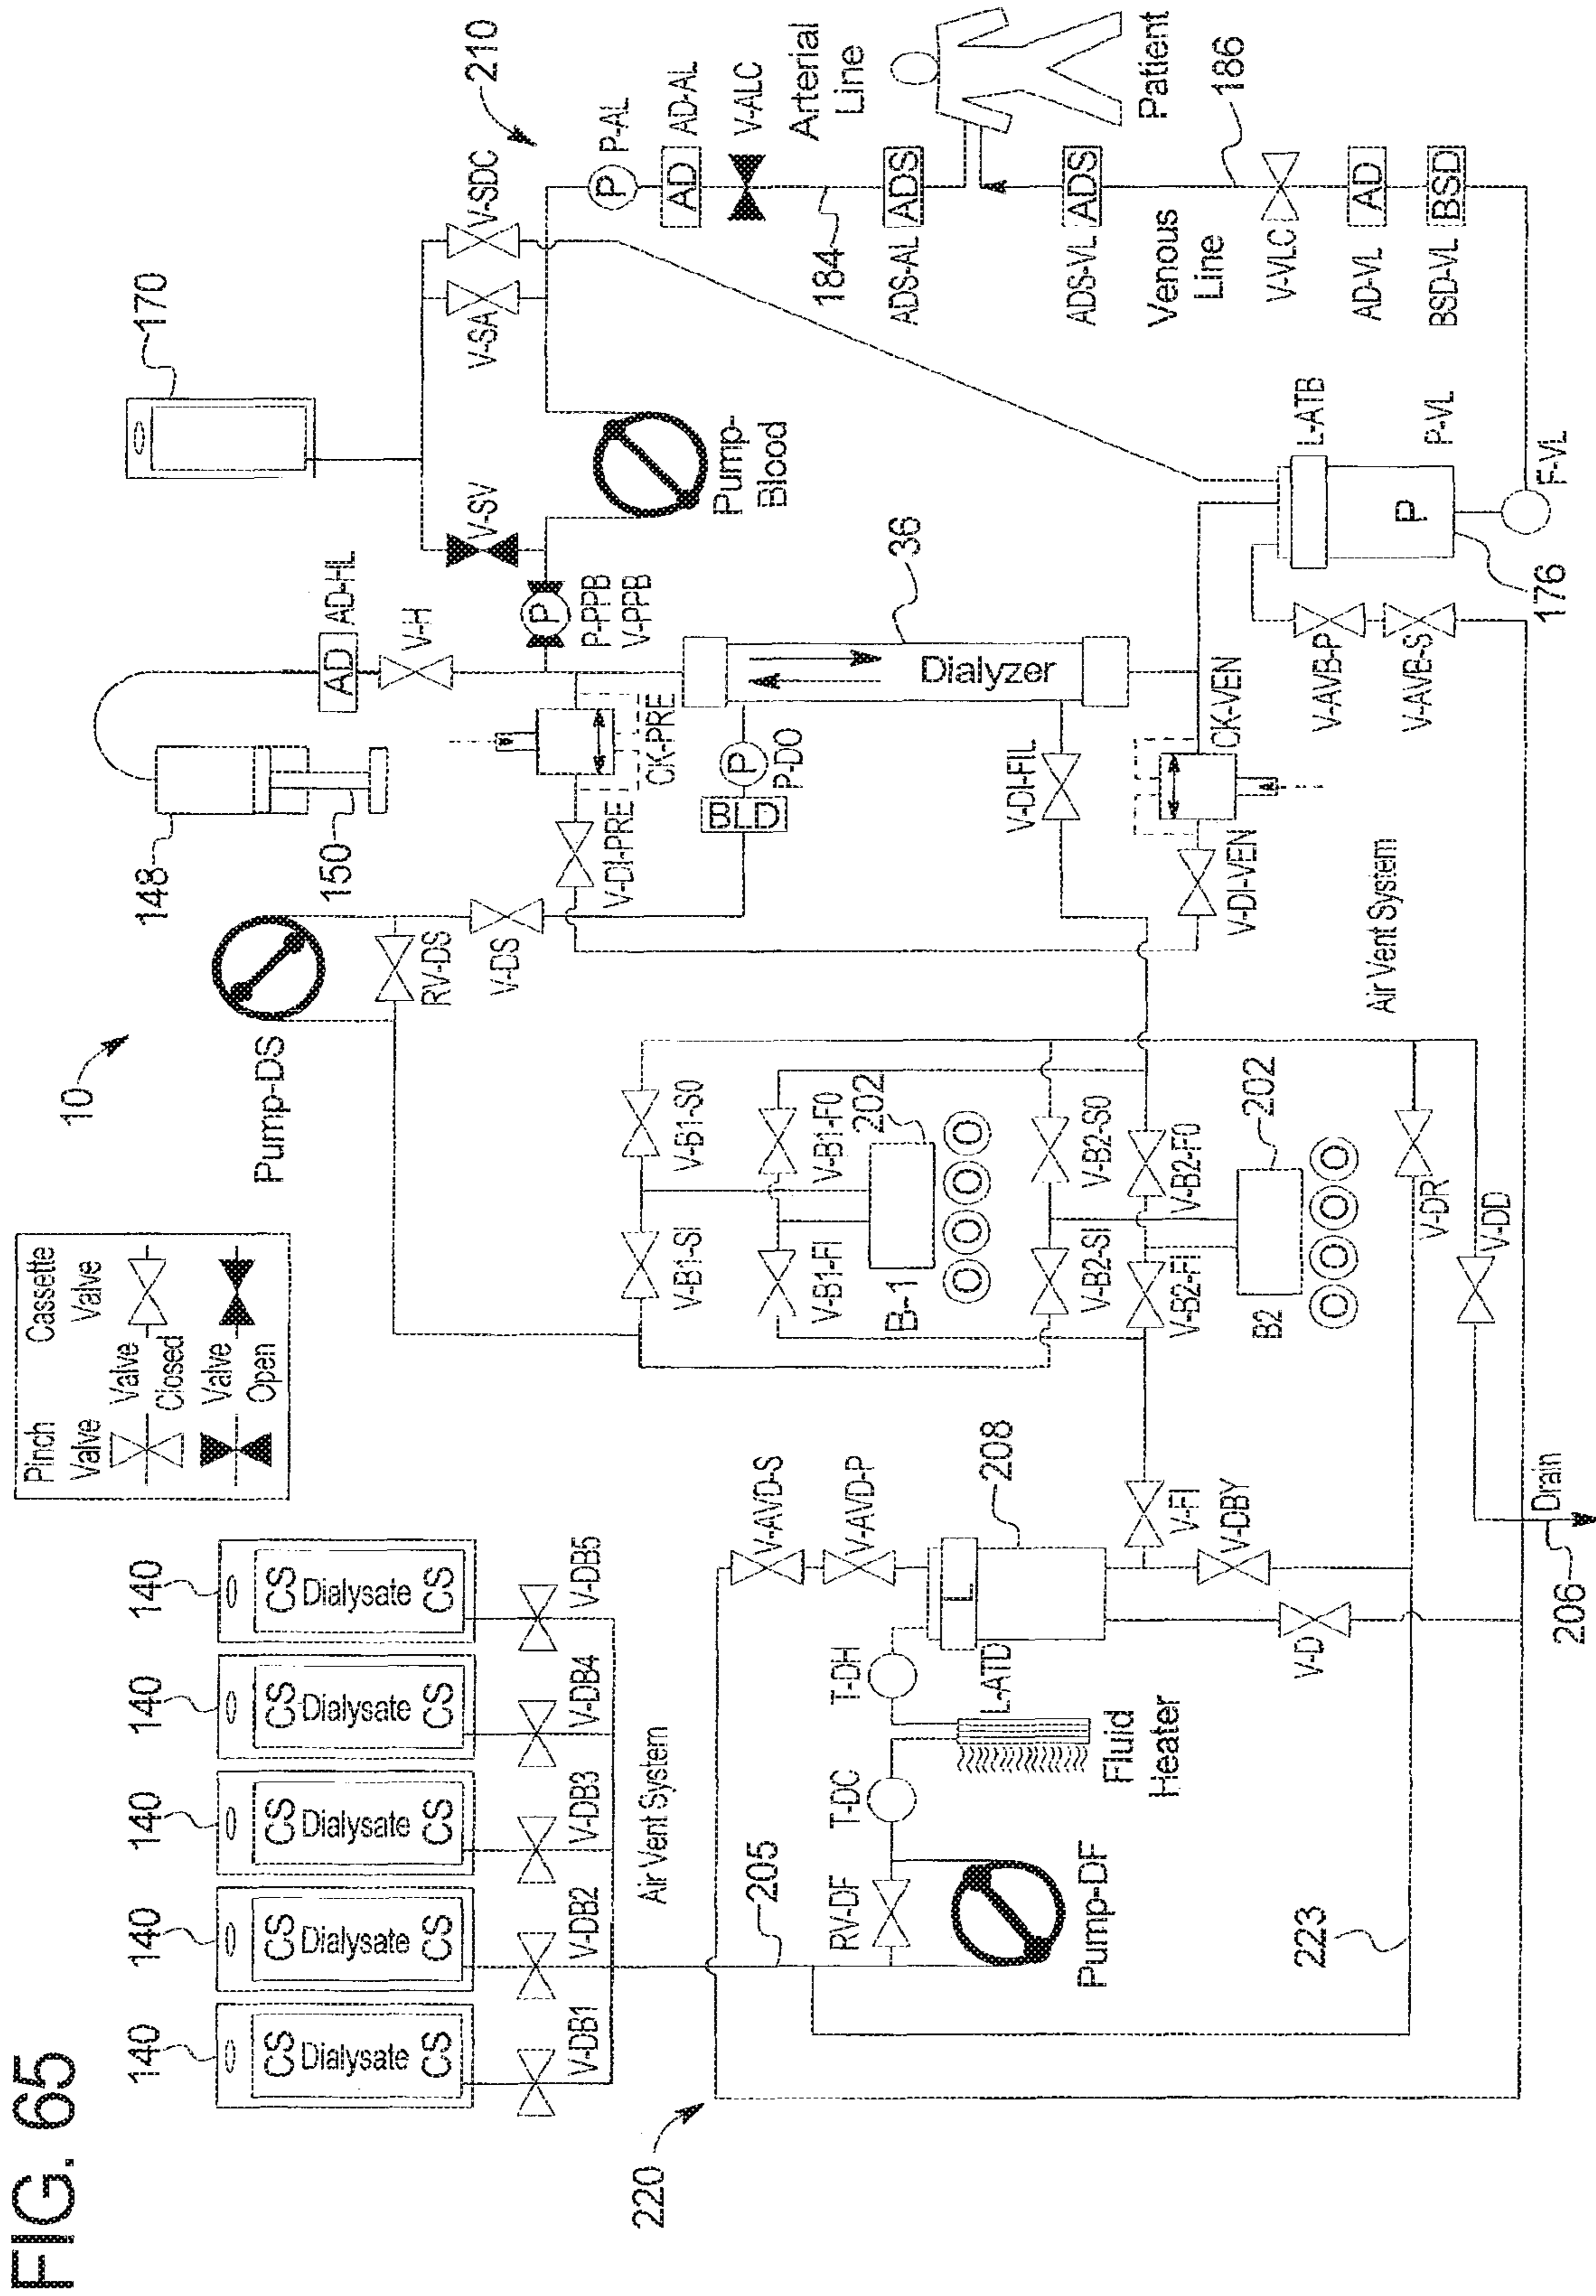 FIG. 65
Pinch Valve
Cassette Valve
Valve Closed
Valve Open
10
140
140
140
140
140
CS Dialysate CS
CS Dialysate CS
CS Dialysate CS
CS Dialysate CS
CS Dialysate CS
V-DB1
V-DB2
V-DB3
V-DB4
V-DB5
Air Vent System
220
205
RV-DF
Pump-DF
T-DC
T-DH
Fluid
Heater
L-ATD
L
V-AVD-S
V-AVD-P
208
V-FI
V-DBY
V-D
223
206
Drain
Pump-DS
RV-DS
V-DS
V-B1-SI
V-B1-S0
V-B1-FI
V-B1-F0
B-1
202
V-B2-SI
V-B2-S0
V-B2-FI
V-B2-F0
B2
202
V-DR
V-DD
148
150
AD
AD-HL
V-H
V-DI-PRE
CK-PRE
BLD
P
P-DO
Dialyzer
36
V-DI-FIL
V-DI-VEN
CK-VEN
Air Vent System
V-AVB-P
V-AVB-S
176
P
L-ATB
P-VL
F-VL
170
V-SV
V-SA
V-SDC
P
P-PPB
V-PPB
Pump-
Blood
210
P
P-AL
AD
AD-AL
V-ALC
Arterial
Line
184
ADS-AL
ADS
Patient
ADS-VL
ADS
Venous
Line
186
V-VLC
AD-VL
AD
BSD-VL
BSD